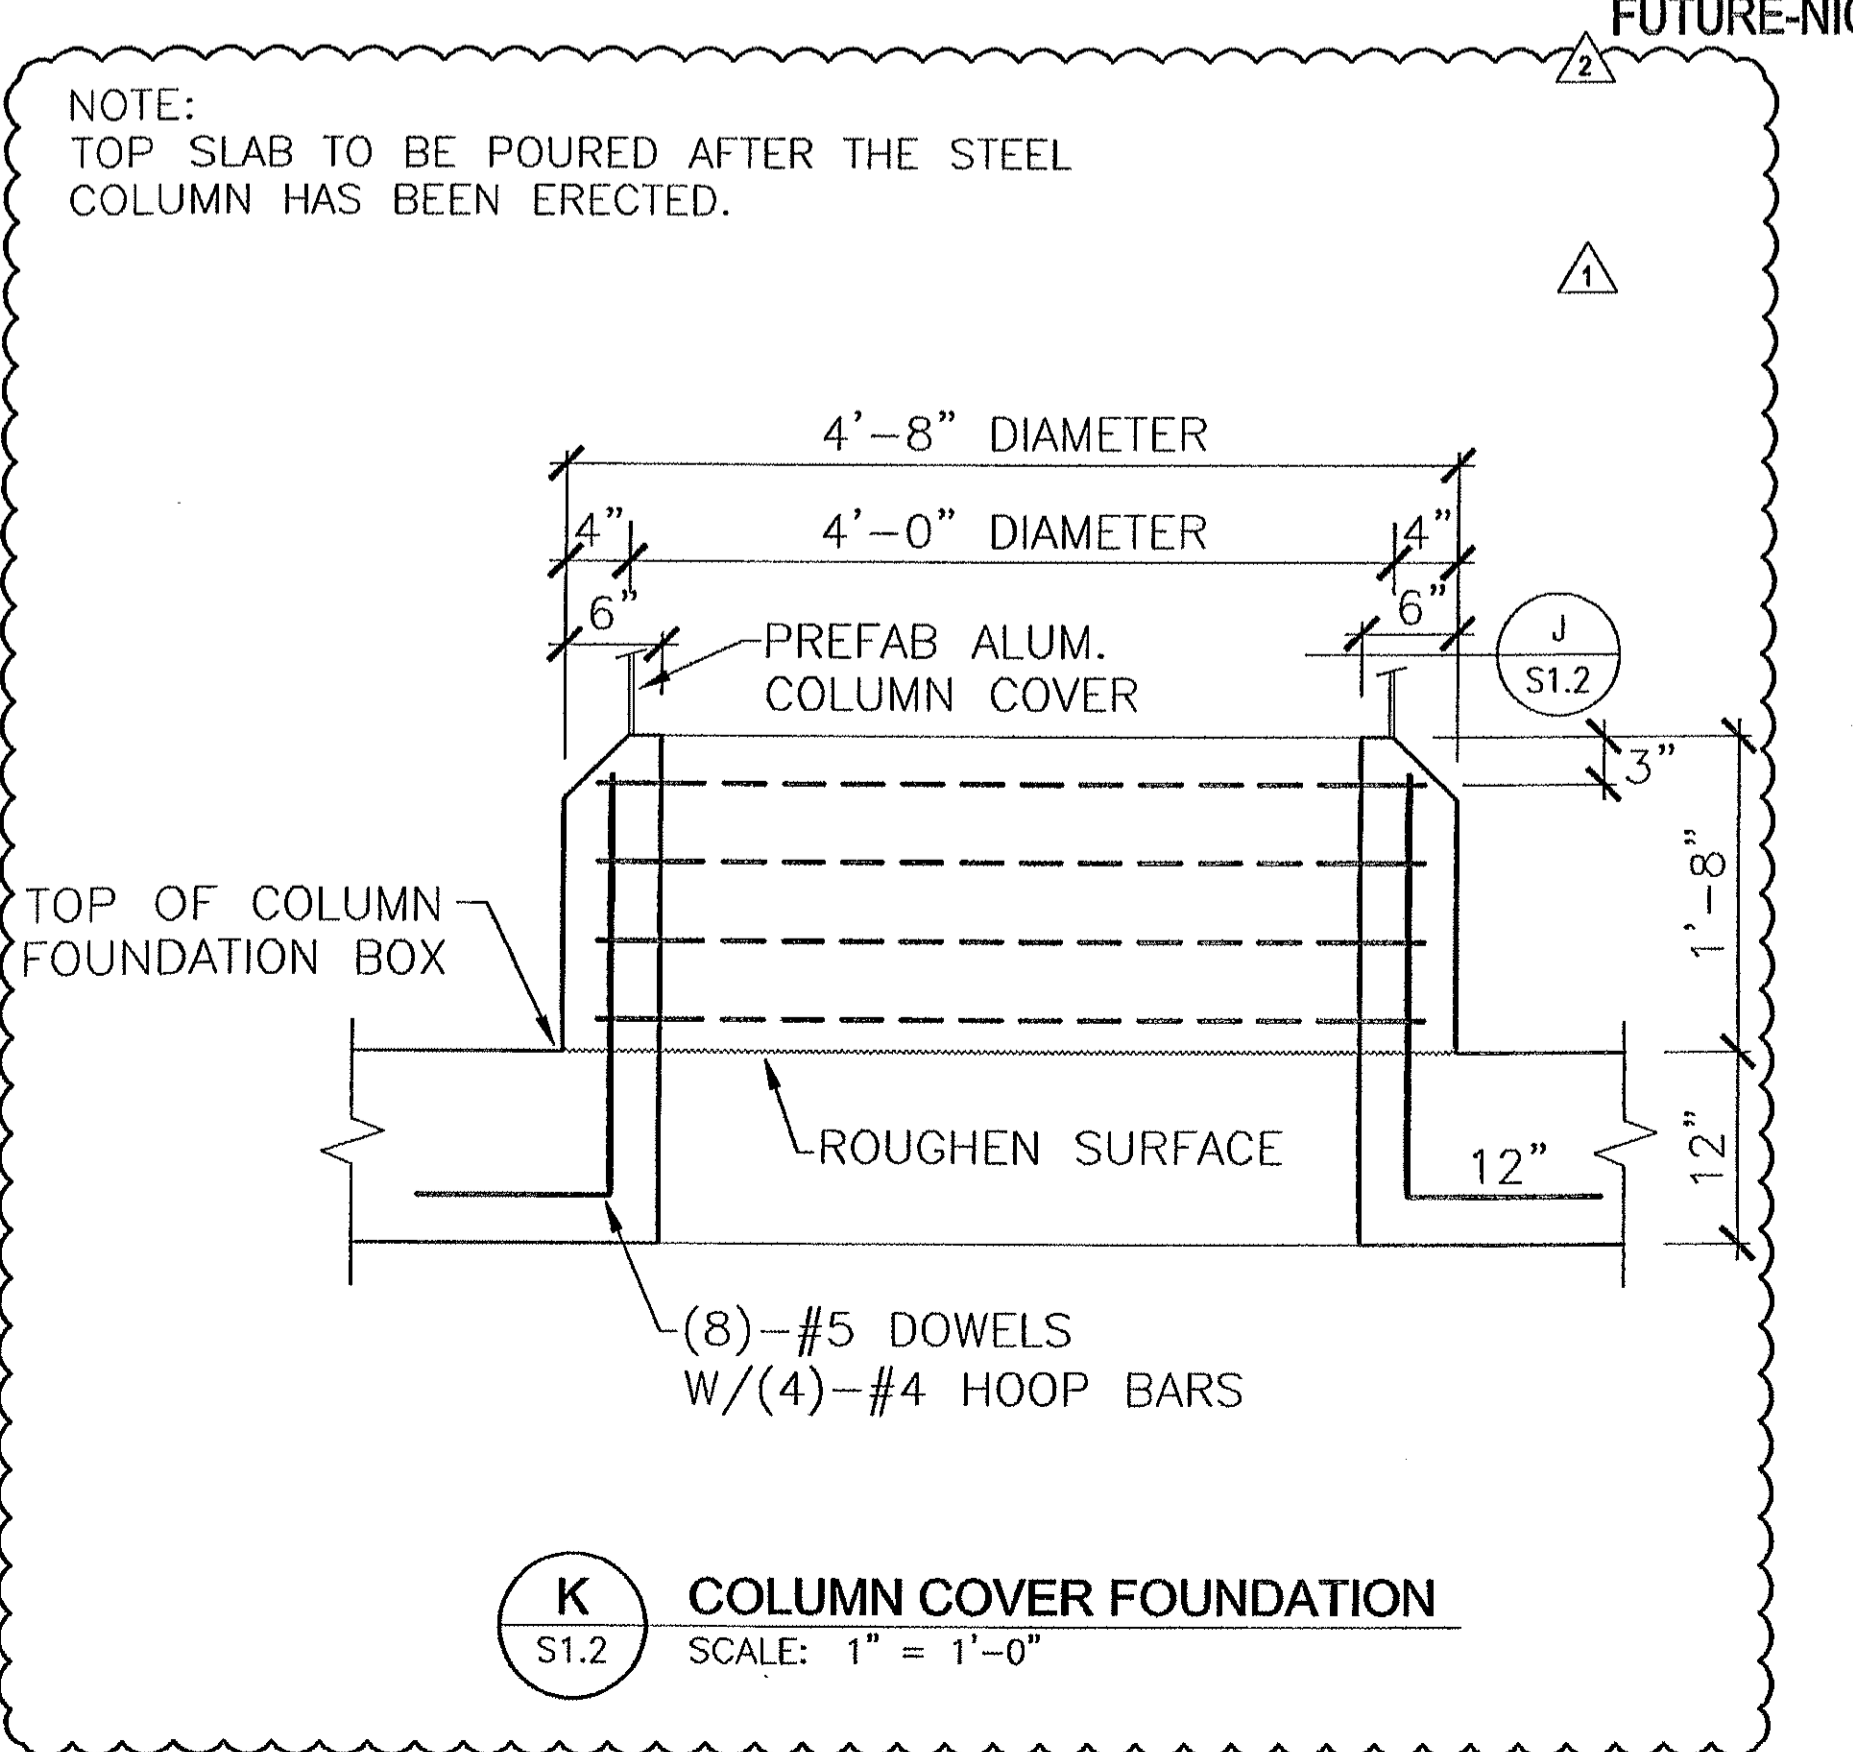 2
NOTE:
TOP SLAB TO BE POURED AFTER THE STEEL
COLUMN HAS BEEN ERECTED.
1
4'-8" DIAMETER
4"
4'-0" DIAMETER
4"
6"
6"
PREFAB ALUM.
COLUMN COVER
J
S1.2
3"
1'-8"
TOP OF COLUMN
FOUNDATION BOX
ROUGHEN SURFACE
12"
12"
(8)-#5 DOWELS
W/(4)-#4 HOOP BARS
K
S1.2
COLUMN COVER FOUNDATION
SCALE: 1" = 1'-0"